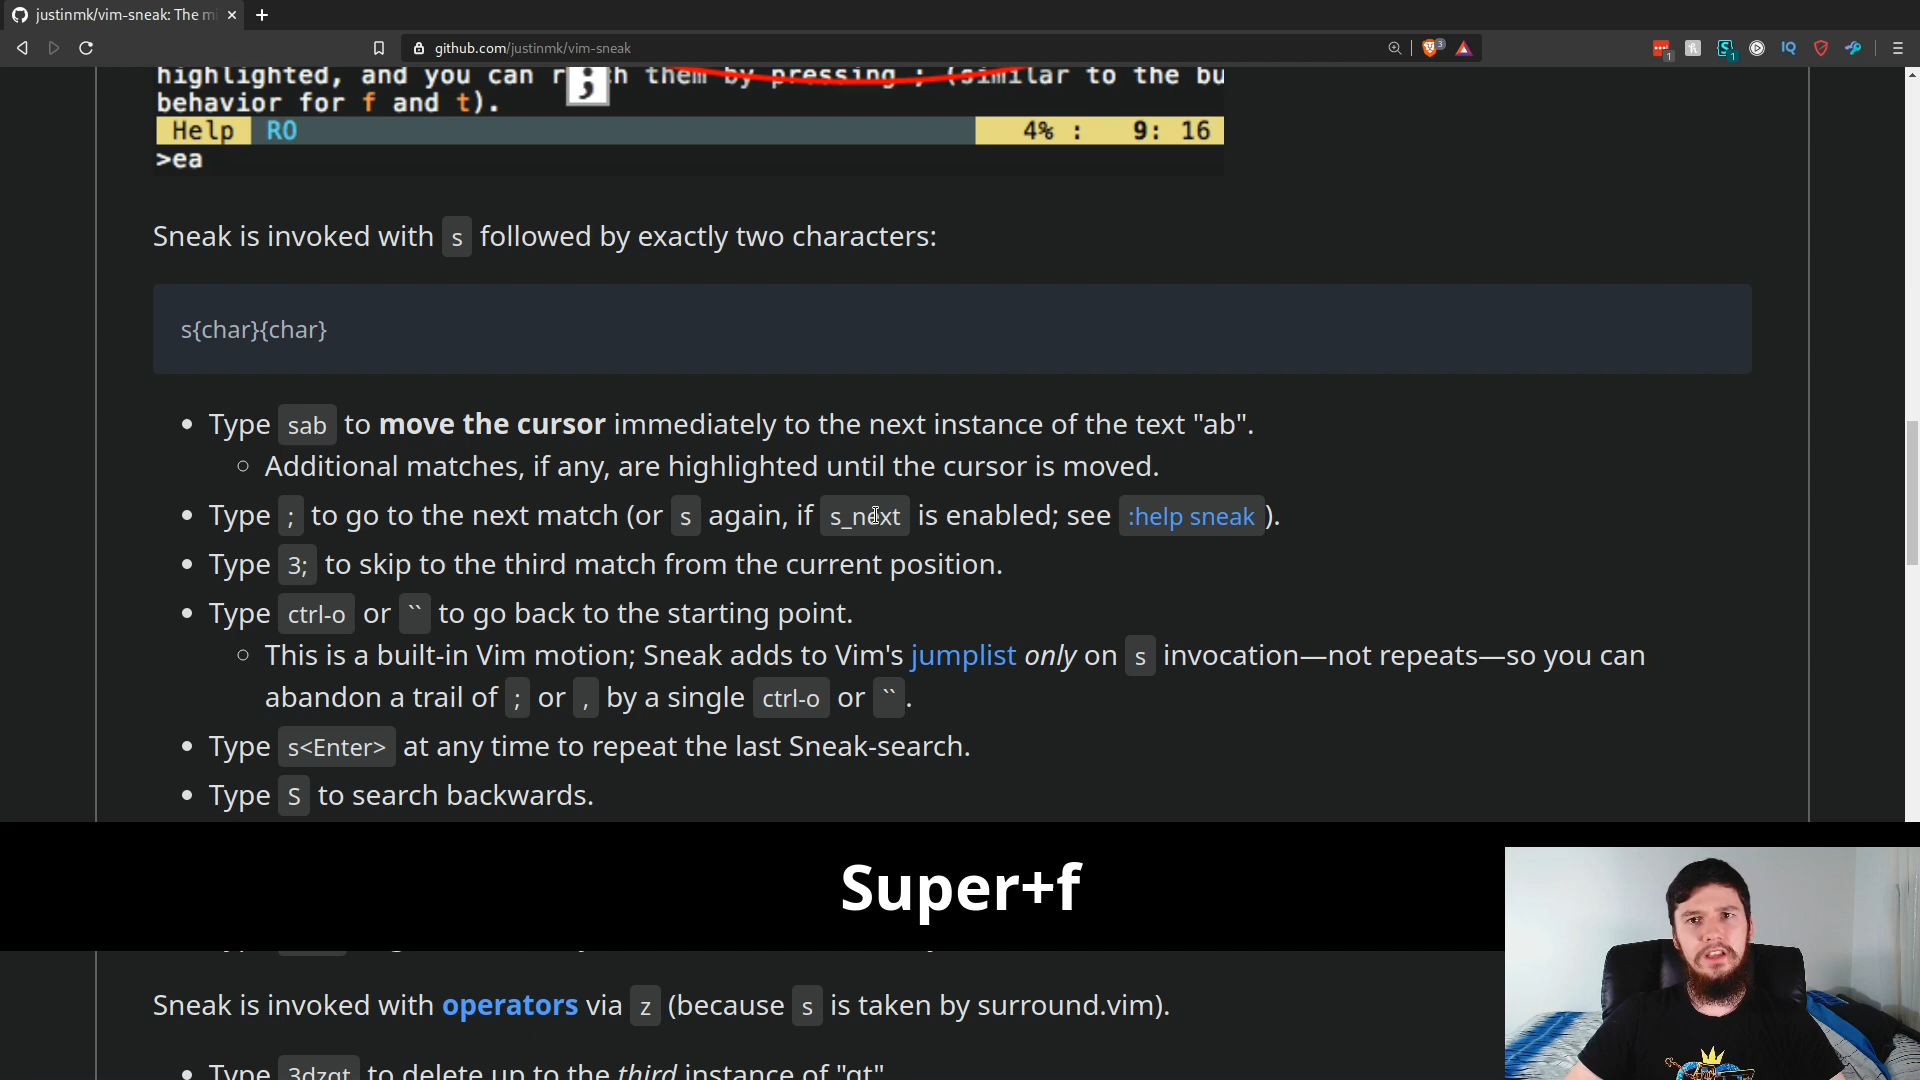 justinmk/vim-sneak: The mi
github.com/justinmk/vim-sneak
3
1
1
IQ
highlighted, and you can r ; h them by pressing ; (similar to the bu
behavior for f and t).
Help RO 4% : 9: 16
>ea
Sneak is invoked with s followed by exactly two characters:
s{char}{char}
• Type sab to move the cursor immediately to the next instance of the text "ab".
○ Additional matches, if any, are highlighted until the cursor is moved.
• Type ; to go to the next match (or s again, if s_next is enabled; see :help sneak ).
• Type 3; to skip to the third match from the current position.
• Type ctrl-o or `` to go back to the starting point.
○ This is a built-in Vim motion; Sneak adds to Vim's jumplist only on s invocation—not repeats—so you can
abandon a trail of ; or , by a single ctrl-o or `` .
• Type s<Enter> at any time to repeat the last Sneak-search.
• Type S to search backwards.
Super+f
Sneak is invoked with operators via z (because s is taken by surround.vim).
• Type 3dzqt to delete up to the third instance of "qt"